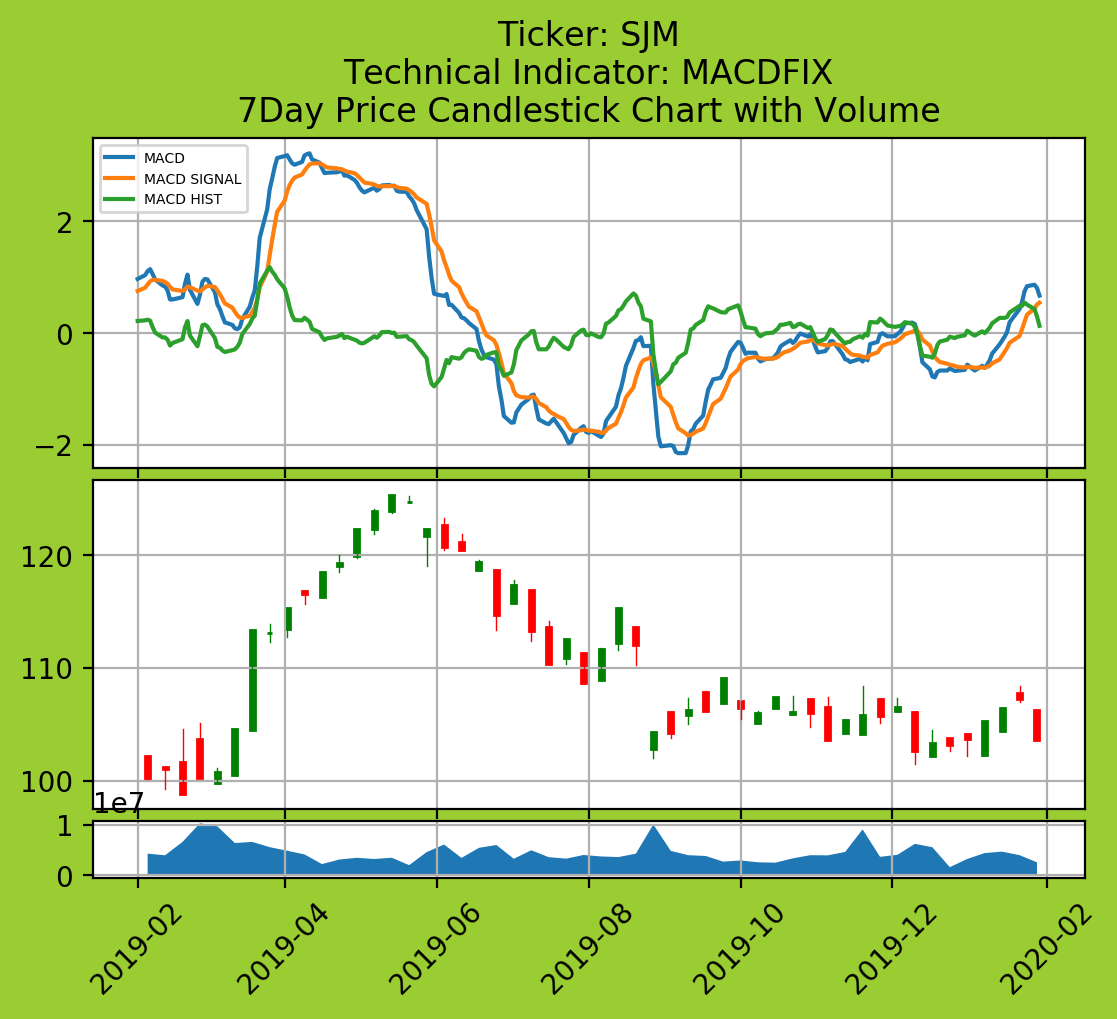 Ticker: SJM
Technical Indicator: MACDFIX
7Day Price Candlestick Chart with Volume
MACD
MACD SIGNAL
MACD HIST
2
0
−2
120
110
100
1e7
1
0
2019-02
2019-04
2019-06
2019-08
2019-10
2019-12
2020-02